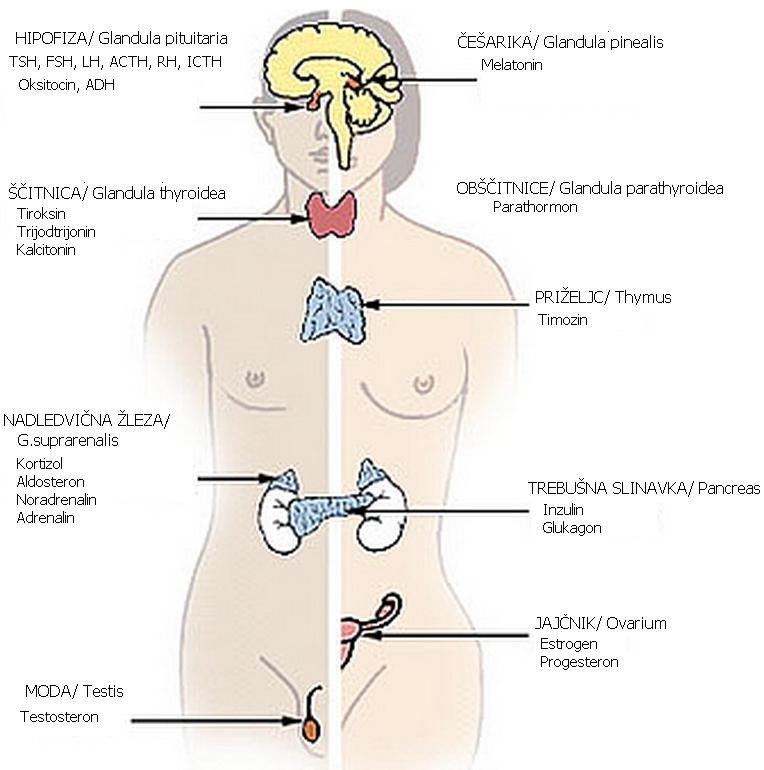 HIPOFIZA/ Glandula pituitaria
TSH, FSH, LH, ACTH, RH, ICTH
Oksitocin, ADH
ČEŠARIKA/ Glandula pinealis
Melatonin
ŠČITNICA/ Glandula thyroidea
Tiroksin
Trijodtrijonin
Kalcitonin
OBŠČITNICE/ Glandula parathyroidea
Parathormon
PRIŽELJC/ Thymus
Timozin
NADLEDVIČNA ŽLEZA/
G.suprarenalis
Kortizol
Aldosteron
Noradrenalin
Adrenalin
TREBUŠNA SLINAVKA/ Pancreas
Inzulin
Glukagon
JAJČNIK/ Ovarium
Estrogen
Progesteron
MODA/ Testis
Testosteron